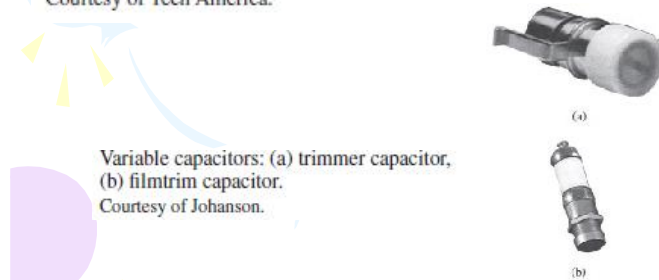 Courtesy of Tech America.
(a)
Variable capacitors: (a) trimmer capacitor,
(b) filmtrim capacitor.
Courtesy of Johanson.
(b)